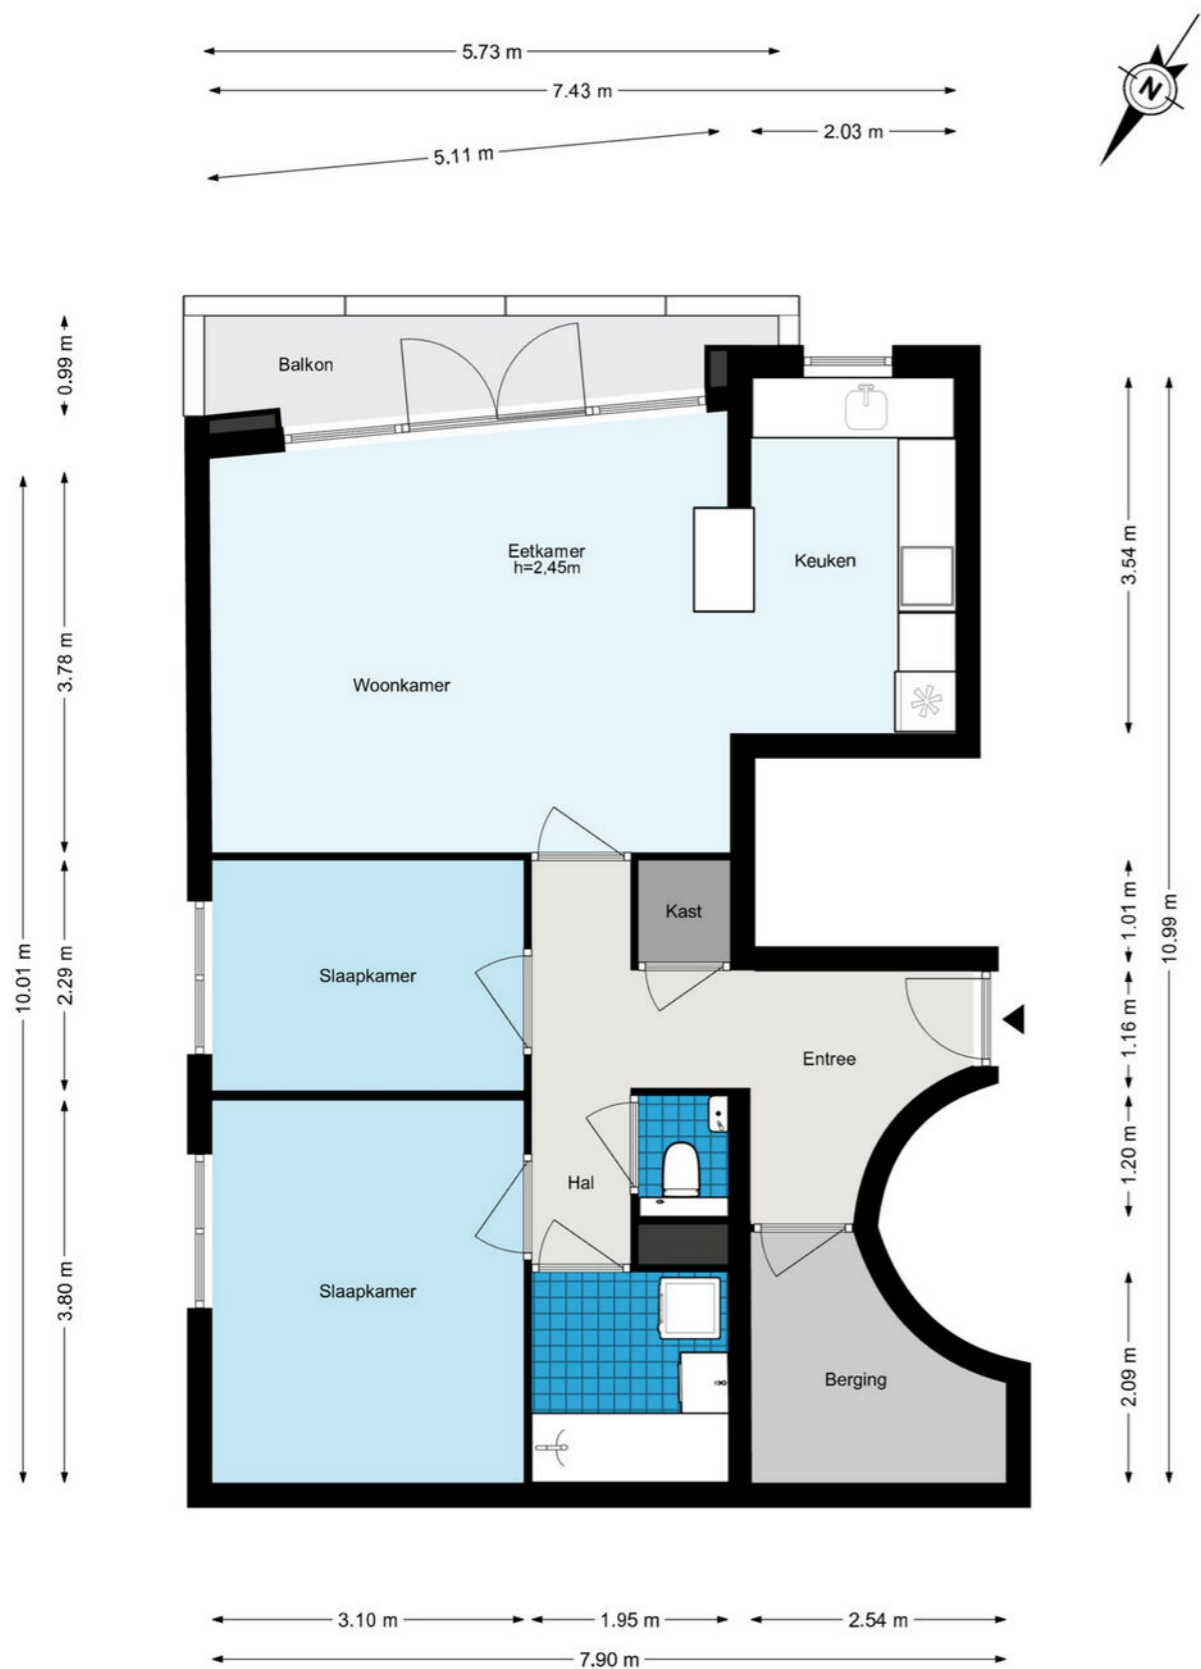 5.73 m
7.43 m
5.11 m
2.03 m
N
0.99 m
Balkon
Eetkamer
h=2,45m
Keuken
3.54 m
3.78 m
Woonkamer
10.01 m
2.29 m
Slaapkamer
Kast
1.01 m
10.99 m
1.16 m
Entree
1.20 m
Hal
3.80 m
Slaapkamer
Berging
2.09 m
3.10 m
1.95 m
2.54 m
7.90 m